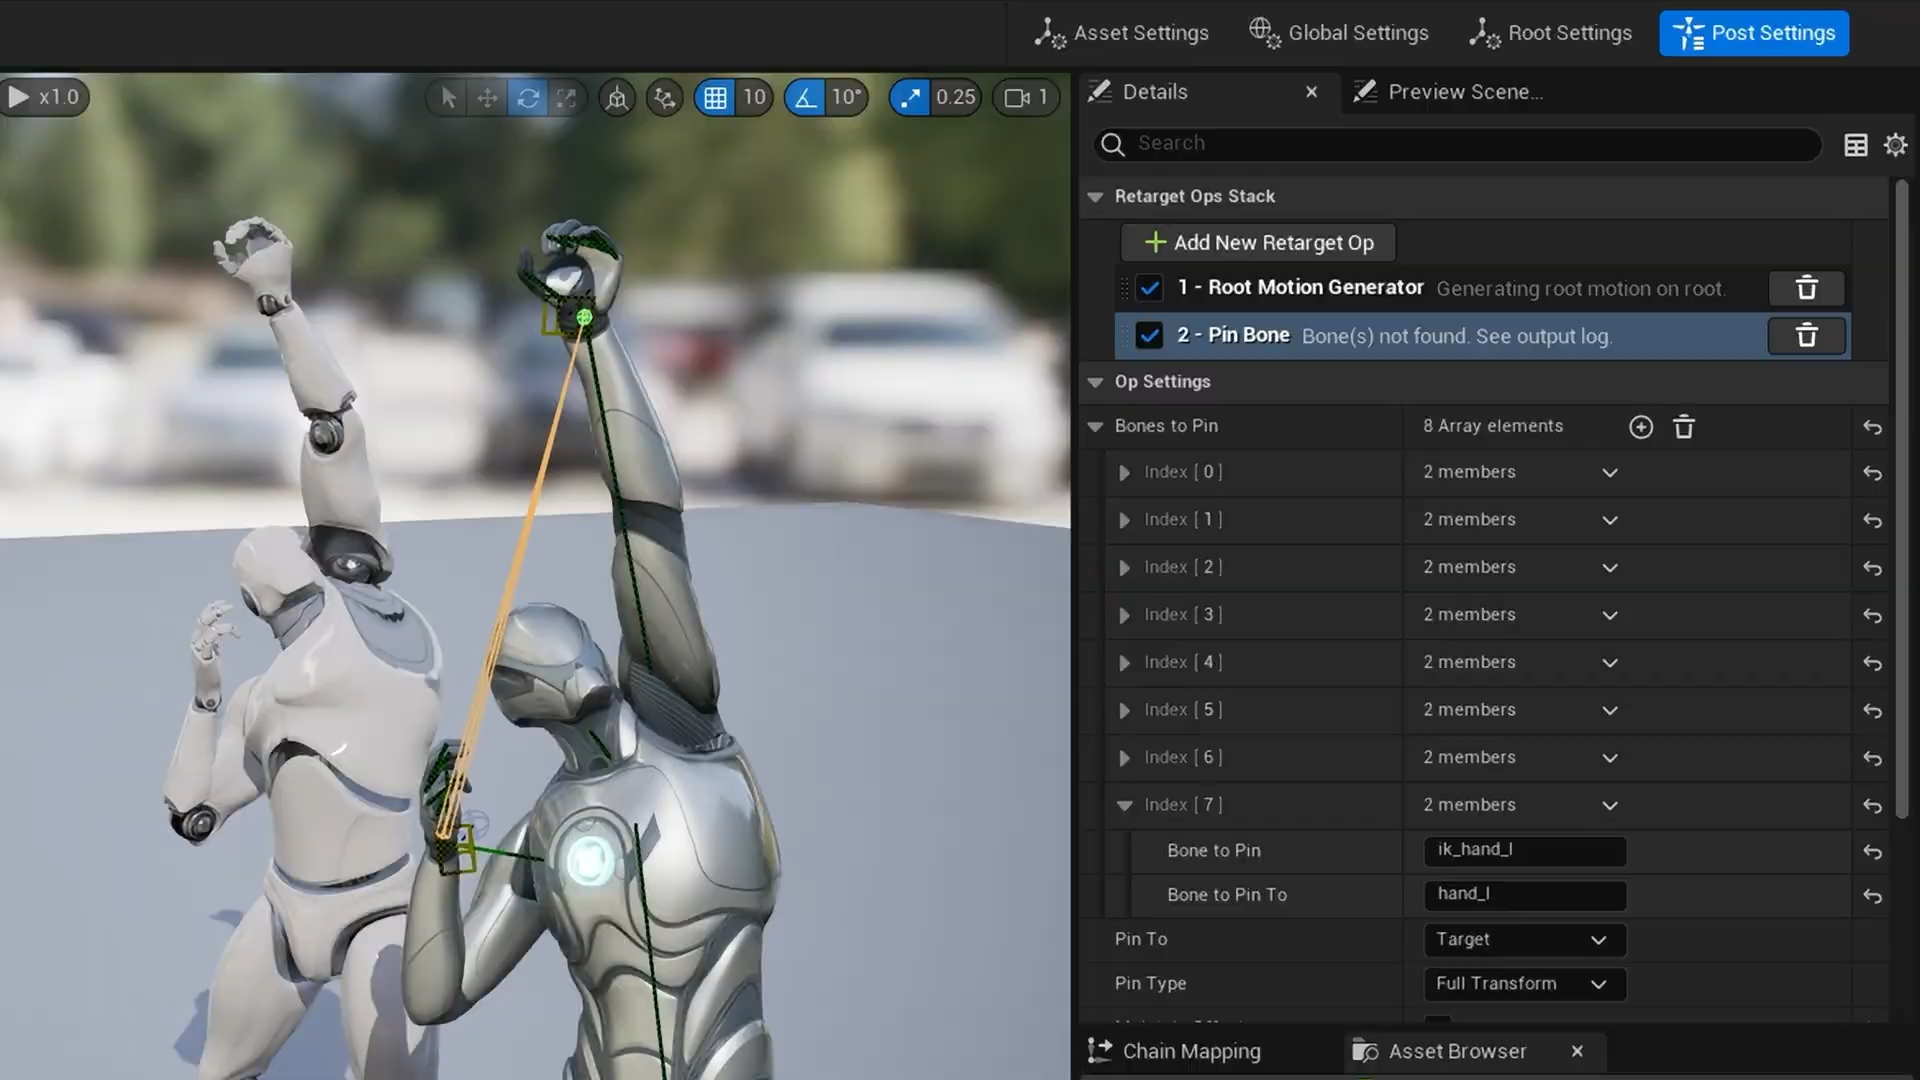 Asset Settings
Global Settings
Root Settings
Post Settings
x1.0
10
10°
0.25
1
Details
Preview Scene...
Search
Retarget Ops Stack
Add New Retarget Op
1 - Root Motion Generator Generating root motion on root.
2 - Pin Bone Bone(s) not found. See output log.
Op Settings
Bones to Pin 8 Array elements
Index [ 0 ] 2 members
Index [ 1 ] 2 members
Index [ 2 ] 2 members
Index [ 3 ] 2 members
Index [ 4 ] 2 members
Index [ 5 ] 2 members
Index [ 6 ] 2 members
Index [ 7 ] 2 members
Bone to Pin ik_hand_l
Bone to Pin To hand_l
Pin To Target
Pin Type Full Transform
Chain Mapping
Asset Browser